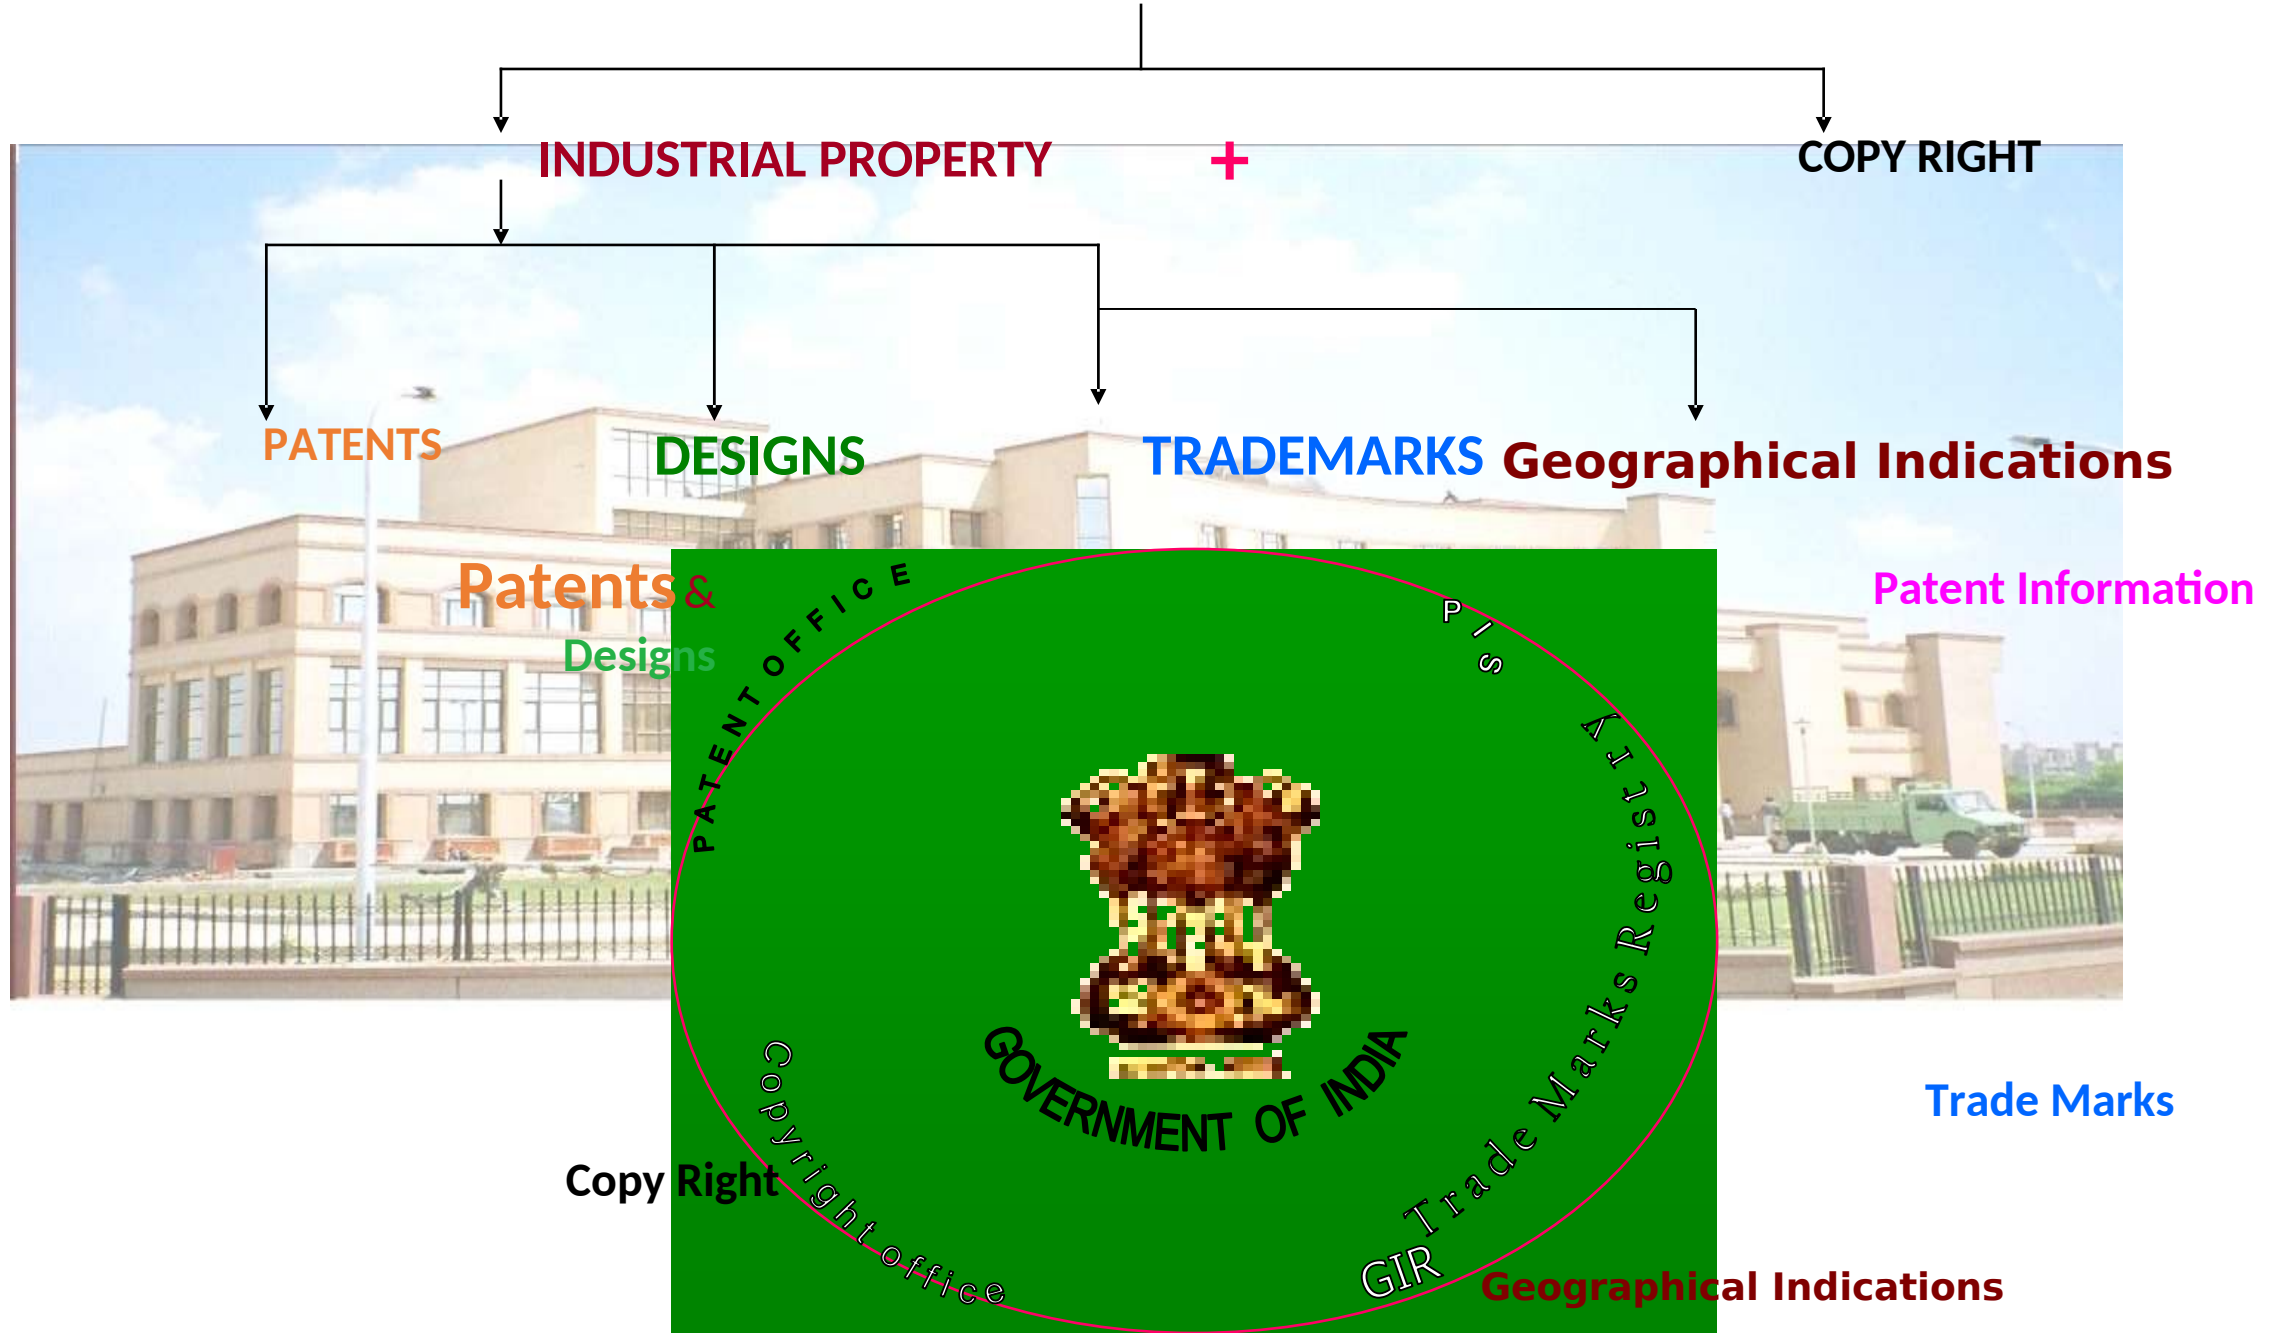 INDUSTRIAL PROPERTY + COPY RIGHT
PATENTS DESIGNS TRADEMARKS Geographical Indications
Patents &
Designs
PATENT OFFICE
PIS
Patent Information
Trade Marks Registry
GOVERNMENT OF INDIA
Trade Marks
Copy Right
Copyright office
GIR
Geographical Indications